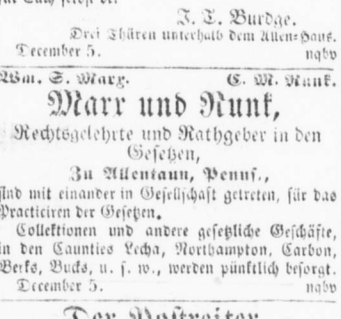 J. T. Burdge.
Drei Thüren unterhalb dem Allen-Haus.
December 5. nqbv
Wm. S. Marx. C. M. Runk.
Marx und Runk,
Rechtsgelehrte und Rathgeber in den
Gesetzen,
Zu Allentaun, Penns.,
sind mit einander in Gesellschaft getreten, für das
Practiciren der Gesetzen.
Collektionen und andere gesetzliche Geschäfte,
in den Caunties Lecha, Northampton, Carbon,
Berks, Bucks, u. s. w., werden pünktlich besorgt.
December 5. nqbv
Der Postreiter